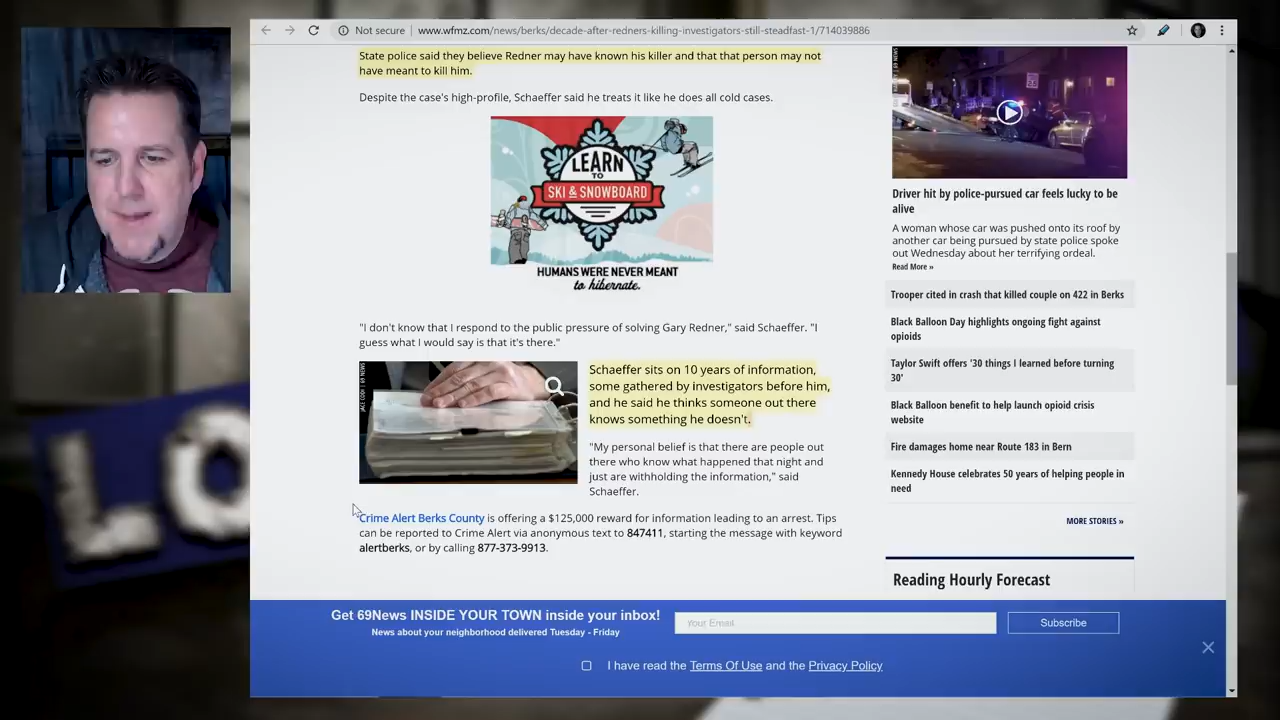 Not secure
www.wfmz.com/news/berks/decade-after-redners-killing-investigators-still-steadfast-1/714039886
State police said they believe Redner may have known his killer and that that person may not
have meant to kill him.
Despite the case's high-profile, Schaeffer said he treats it like he does all cold cases.
LEARN
TO
SKI & SNOWBOARD
HUMANS WERE NEVER MEANT
to hibernate.
"I don't know that I respond to the public pressure of solving Gary Redner," said Schaeffer. "I
guess what I would say is that it's there."
Schaeffer sits on 10 years of information,
some gathered by investigators before him,
and he said he thinks someone out there
knows something he doesn't.
"My personal belief is that there are people out
there who know what happened that night and
just are withholding the information," said
Schaeffer.
Crime Alert Berks County is offering a $125,000 reward for information leading to an arrest. Tips
can be reported to Crime Alert via anonymous text to 847411, starting the message with keyword
alertberks, or by calling 877-373-9913.
Driver hit by police-pursued car feels lucky to be
alive
A woman whose car was pushed onto its roof by
another car being pursued by state police spoke
out Wednesday about her terrifying ordeal.
Read More »
Trooper cited in crash that killed couple on 422 in Berks
Black Balloon Day highlights ongoing fight against
opioids
Taylor Swift offers '30 things I learned before turning
30'
Black Balloon benefit to help launch opioid crisis
website
Fire damages home near Route 183 in Bern
Kennedy House celebrates 50 years of helping people in
need
MORE STORIES »
Reading Hourly Forecast
Get 69News INSIDE YOUR TOWN inside your inbox!
News about your neighborhood delivered Tuesday - Friday
Your Email
Subscribe
I have read the Terms Of Use and the Privacy Policy
LO